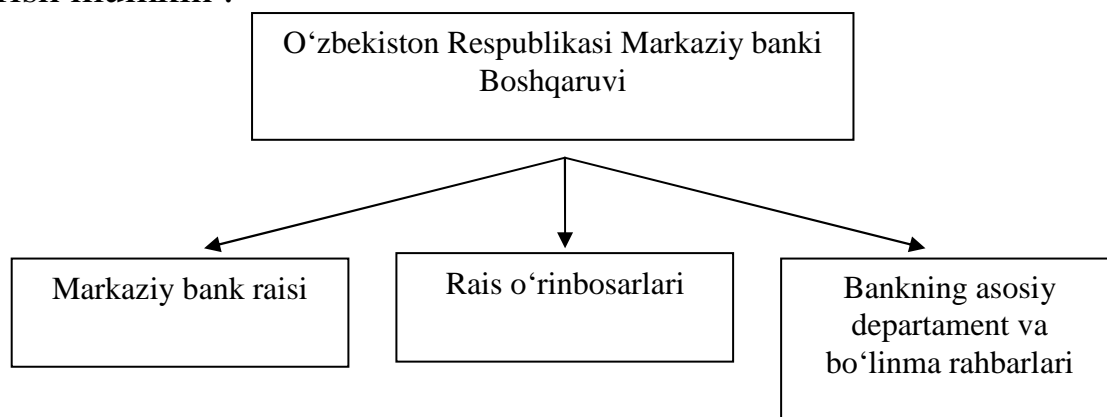 O‘zbekiston Respublikasi Markaziy banki
Boshqaruvi
Markaziy bank raisi
Rais o‘rinbosarlari
Bankning asosiy
departament va
bo‘linma rahbarlari